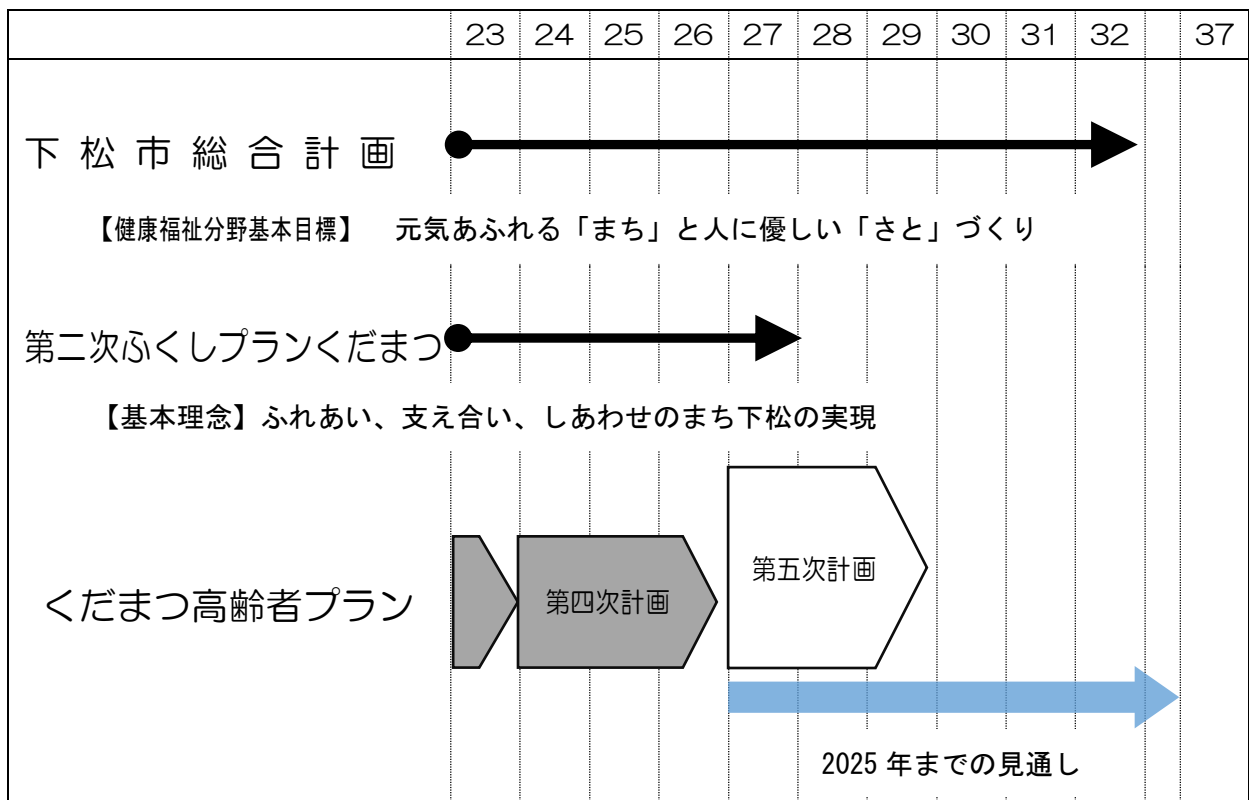 23 24 25 26 27 28 29 30 31 32 37
下松市総合計画
【健康福祉分野基本目標】 元気あふれる「まち」と人に優しい「さと」づくり
第二次ふくしプランくだまつ
【基本理念】ふれあい、支え合い、しあわせのまち下松の実現
第五次計画
くだまつ高齢者プラン
第四次計画
2025 年までの見通し